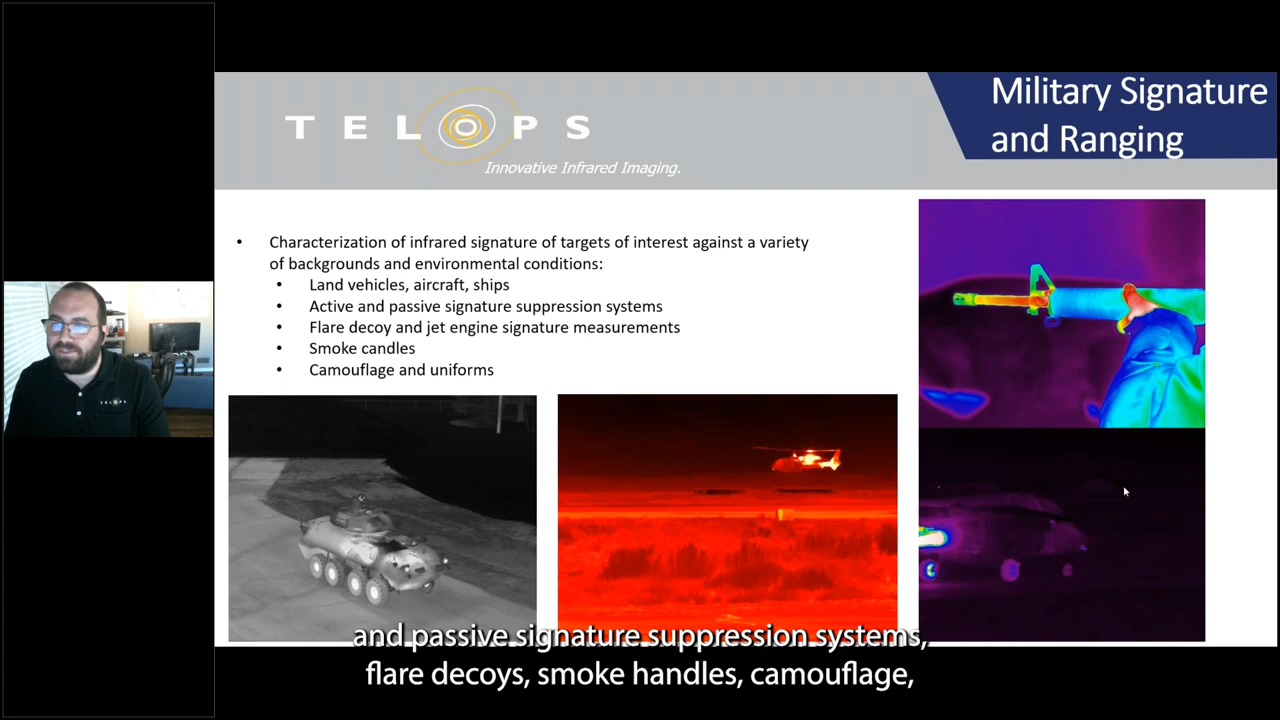 TELOPS
Innovative Infrared Imaging.
Military Signature
and Ranging
• Characterization of infrared signature of targets of interest against a variety
of backgrounds and environmental conditions:
• Land vehicles, aircraft, ships
• Active and passive signature suppression systems
• Flare decoy and jet engine signature measurements
• Smoke candles
• Camouflage and uniforms
TELOPS
and passive signature suppression systems,
flare decoys, smoke handles, camouflage,